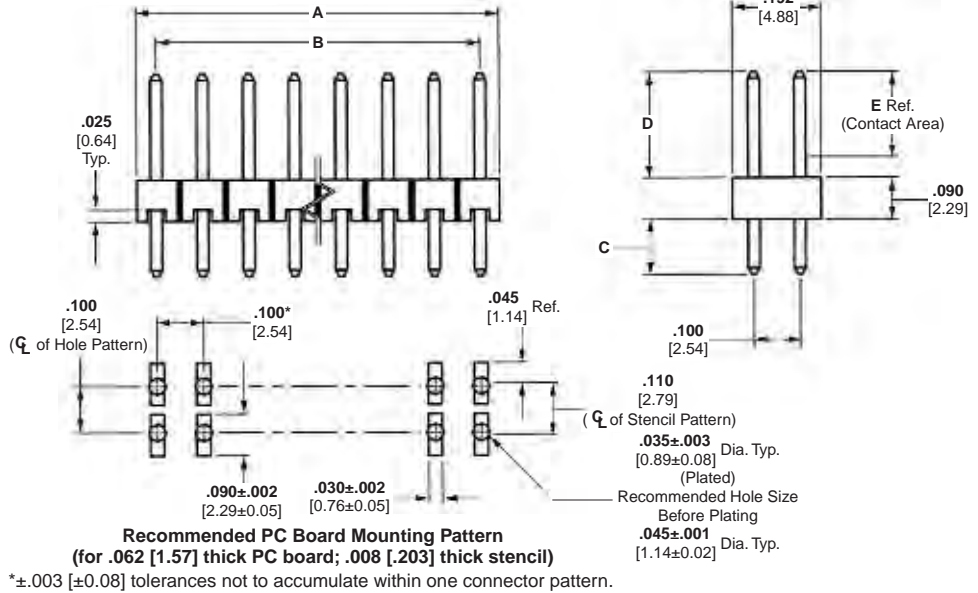 A
B
[4.88]
.025
[0.64]
Typ.
D
E Ref.
(Contact Area)
.090
[2.29]
C
.100
[2.54]
(℄ of Hole Pattern)
.100*
[2.54]
.045
[1.14] Ref.
.100
[2.54]
.110
[2.79]
(℄ of Stencil Pattern)
.035±.003
[0.89±0.08] Dia. Typ.
(Plated)
Recommended Hole Size
Before Plating
.045±.001
[1.14±0.02] Dia. Typ.
.090±.002
[2.29±0.05]
.030±.002
[0.76±0.05]
Recommended PC Board Mounting Pattern
(for .062 [1.57] thick PC board; .008 [.203] thick stencil)
*±.003 [±0.08] tolerances not to accumulate within one connector pattern.